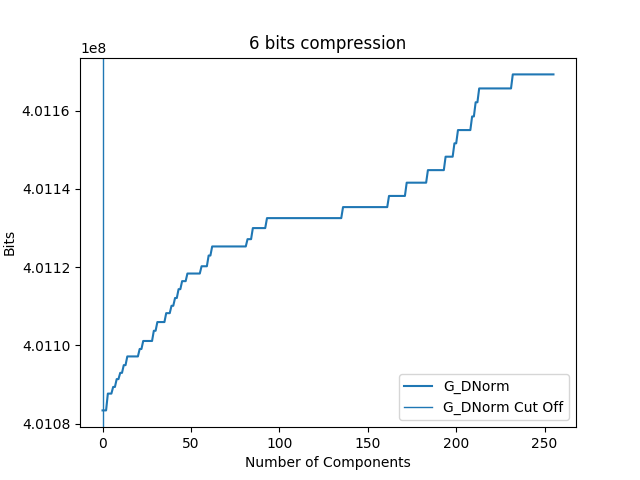 6 bits compression
1e8
4.0116
4.0114
4.0112
4.0110
4.0108
Bits
0 50 100 150 200 250
Number of Components
G_DNorm
G_DNorm Cut Off